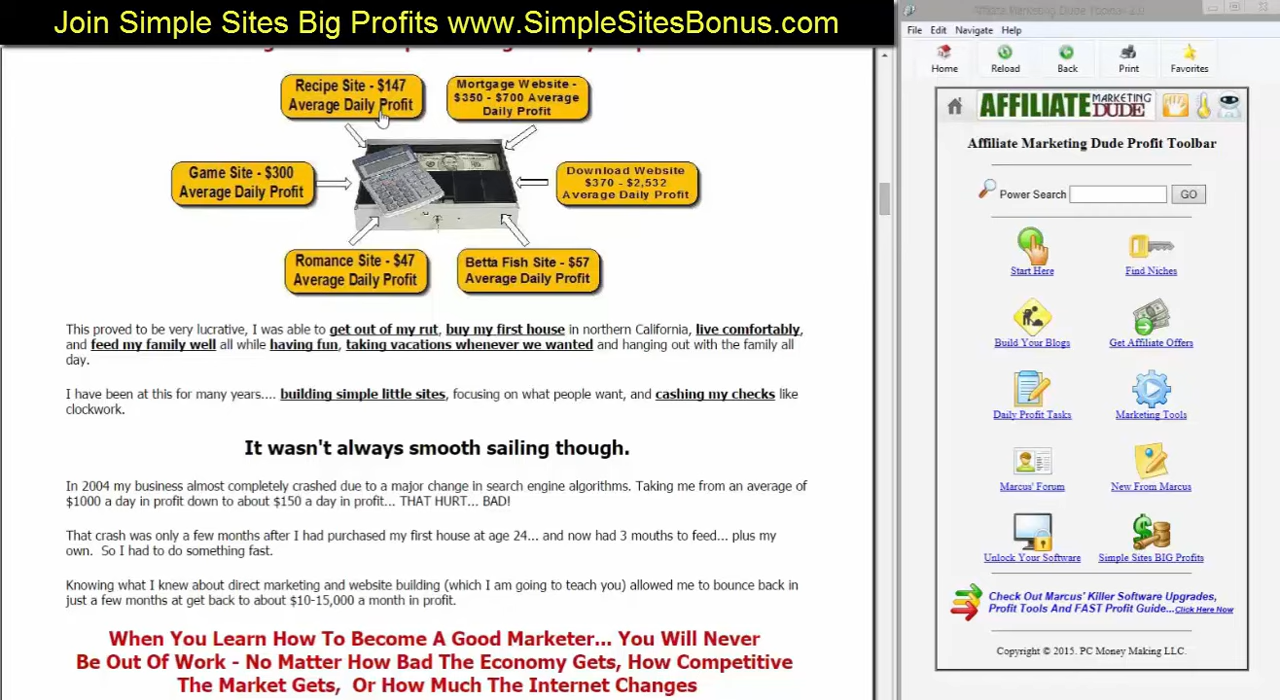 Join Simple Sites Big Profits www.SimpleSitesBonus.com
Recipe Site - $147
Average Daily Profit
Mortgage Website -
$350 - $700 Average
Daily Profit
Game Site - $300
Average Daily Profit
Download Website
$370 - $2,532
Average Daily Profit
Romance Site - $47
Average Daily Profit
Betta Fish Site - $57
Average Daily Profit
This proved to be very lucrative, I was able to get out of my rut, buy my first house in northern California, live comfortably,
and feed my family well all while having fun, taking vacations whenever we wanted and hanging out with the family all
day.
I have been at this for many years.... building simple little sites, focusing on what people want, and cashing my checks like
clockwork.
It wasn't always smooth sailing though.
In 2004 my business almost completely crashed due to a major change in search engine algorithms. Taking me from an average of
$1000 a day in profit down to about $150 a day in profit... THAT HURT... BAD!
That crash was only a few months after I had purchased my first house at age 24... and now had 3 mouths to feed... plus my
own. So I had to do something fast.
Knowing what I knew about direct marketing and website building (which I am going to teach you) allowed me to bounce back in
just a few months at get back to about $10-15,000 a month in profit.
When You Learn How To Become A Good Marketer... You Will Never
Be Out Of Work - No Matter How Bad The Economy Gets, How Competitive
The Market Gets, Or How Much The Internet Changes
Affiliate Marketing Dude Toolbar
File Edit Navigate Help
Home Reload Back Print Favorites
AFFILIATE MARKETING DUDE
Affiliate Marketing Dude Profit Toolbar
Power Search GO
Start Here Find Niches
Build Your Blogs Get Affiliate Offers
Daily Profit Tasks Marketing Tools
Marcus' Forum New From Marcus
Unlock Your Software Simple Sites BIG Profits
Check Out Marcus' Killer Software Upgrades,
Profit Tools And FAST Profit Guide...Click Here Now
Copyright © 2015. PC Money Making LLC.